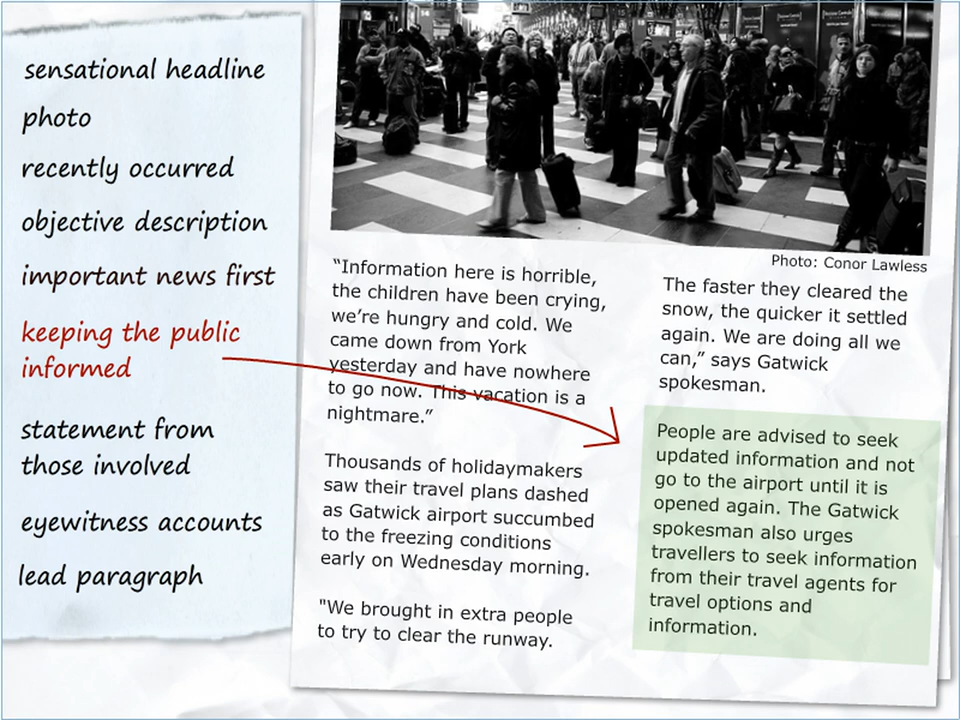 sensational headline
photo
recently occurred
objective description
important news first
keeping the public
informed
statement from
those involved
eyewitness accounts
lead paragraph
Photo: Conor Lawless
“Information here is horrible,
the children have been crying,
we’re hungry and cold. We
came down from York
yesterday and have nowhere
to go now. This vacation is a
nightmare.”
Thousands of holidaymakers
saw their travel plans dashed
as Gatwick airport succumbed
to the freezing conditions
early on Wednesday morning.
"We brought in extra people
to try to clear the runway.
The faster they cleared the
snow, the quicker it settled
again. We are doing all we
can,” says Gatwick
spokesman.
People are advised to seek
updated information and not
go to the airport until it is
opened again. The Gatwick
spokesman also urges
travellers to seek information
from their travel agents for
travel options and
information.